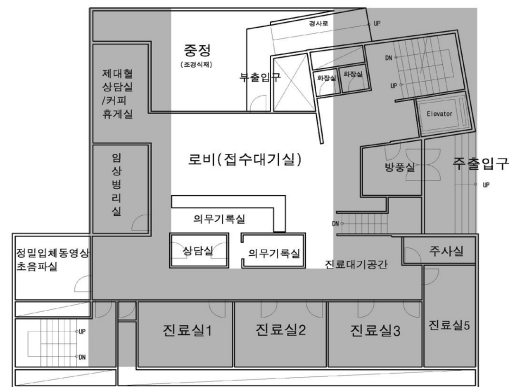 경사로
UP
중정
(조경식재)
부출입구
DN
제대혈
상담실
/커피
휴게실
화장실
화장실
UP
Elevator
로비(접수대기실)
임
상
병
리
실
방풍실
주출입구
UP
의무기록실
DN
상담실
의무기록실
정밀입체동영상
초음파실
진료대기공간
주사실
UP
DN
진료실1
진료실2
진료실3
진료실5